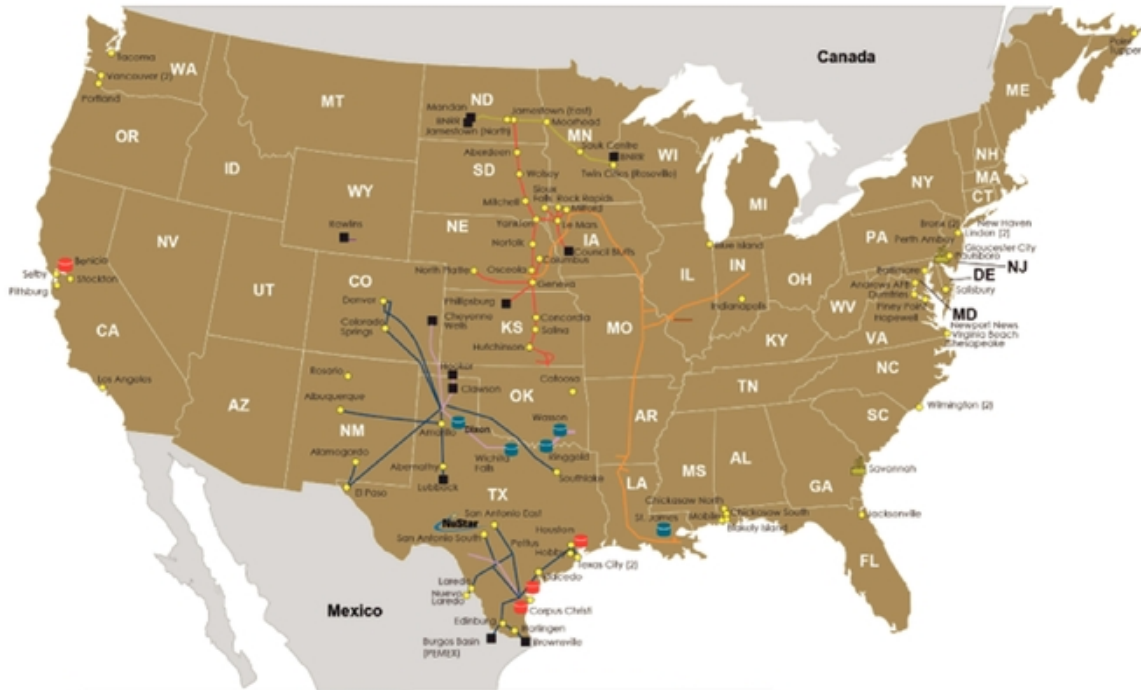 Canada
Point
Tupper
Tacoma
WA
Vancouver (2)
Portland
MT
ND
Mandan
BNRR
Jamestown (East)
Jamestown (North)
Moorhead
MN
Sauk Centre
BNRR
Twin Cities (Roseville)
WI
ME
OR
ID
Aberdeen
SD
Wolsey
NH
MA
CT
NY
MI
WY
Mitchell
Sioux
Falls
Rock Rapids
Milford
Yankton
Le Mars
Rawlins
NE
Norfolk
IA
Council Bluffs
Columbus
Osceola
North Platte
Geneva
Blue Island
PA
Bronx (2)
New Haven
Linden (2)
Perth Amboy
Gloucester City
Paulsboro
NJ
DE
Baltimore
Andrews AFB
Salisbury
Dumfries
Piney Point
MD
Hopewell
Newport News
Virginia Beach
Chesapeake
NV
Benicia
Selby
Stockton
Pittsburg
CA
UT
CO
Denver
Colorado
Springs
Phillipsburg
Cheyenne
Wells
KS
Concordia
Salina
Hutchinson
MO
IL
IN
Indianapolis
OH
WV
VA
KY
Los Angeles
AZ
Rosario
Albuquerque
NM
Hooker
Clawson
OK
Catoosa
Wasson
Amarillo
Dixon
Wichita
Falls
Ringgold
AR
TN
NC
SC
Wilmington (2)
Alamogordo
El Paso
Abernathy
Lubbock
Southlake
TX
LA
MS
AL
GA
Savannah
San Antonio East
NuStar
San Antonio South
Pettus
Houston
Hobby
Texas City (2)
St. James
Chickasaw North
Mobile
Chickasaw South
Blakely Island
Jacksonville
FL
Mexico
Laredo
Nuevo
Laredo
Placedo
Corpus Christi
Edinburg
Harlingen
Burgos Basin
(PEMEX)
Brownsville